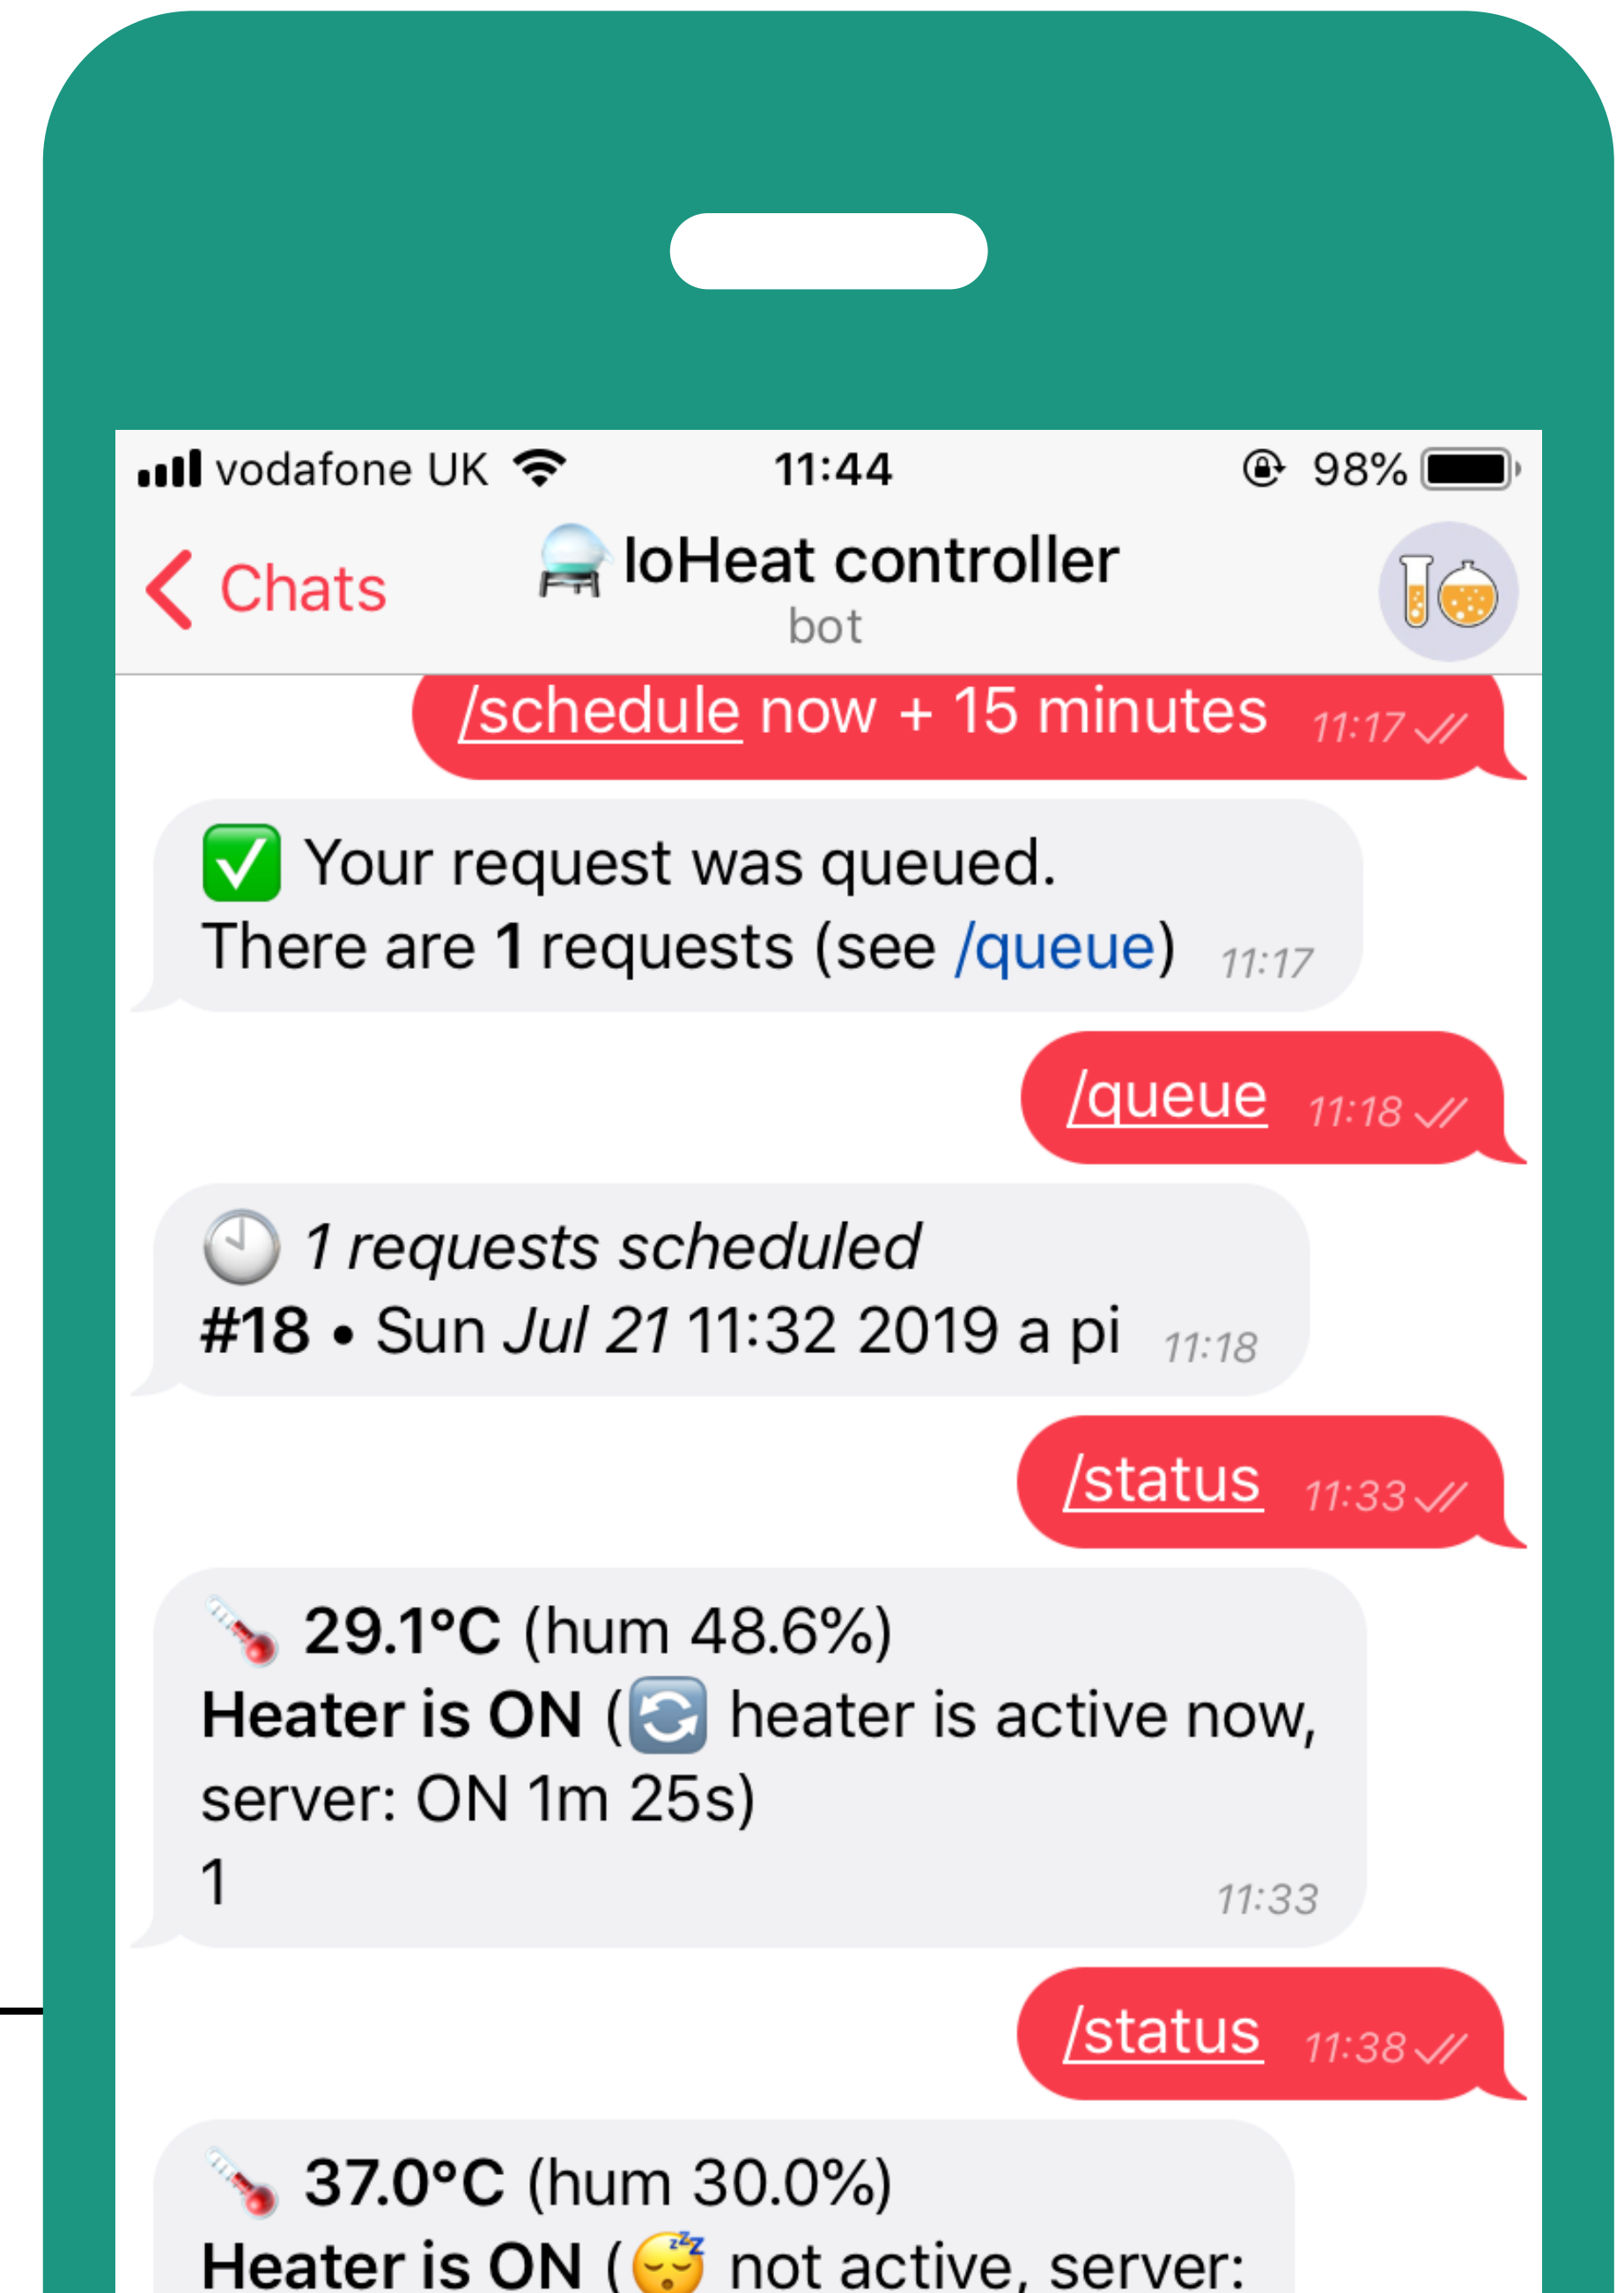 vodafone UK 11:44 98%
Chats
IoHeat controller
bot
/schedule now + 15 minutes 11:17
Your request was queued.
There are 1 requests (see /queue) 11:17
/queue 11:18
1 requests scheduled
#18 • Sun Jul 21 11:32 2019 a pi 11:18
/status 11:33
29.1°C (hum 48.6%)
Heater is ON (🔄 heater is active now,
server: ON 1m 25s)
1 11:33
/status 11:38
37.0°C (hum 30.0%)
Heater is ON (😴 not active, server: